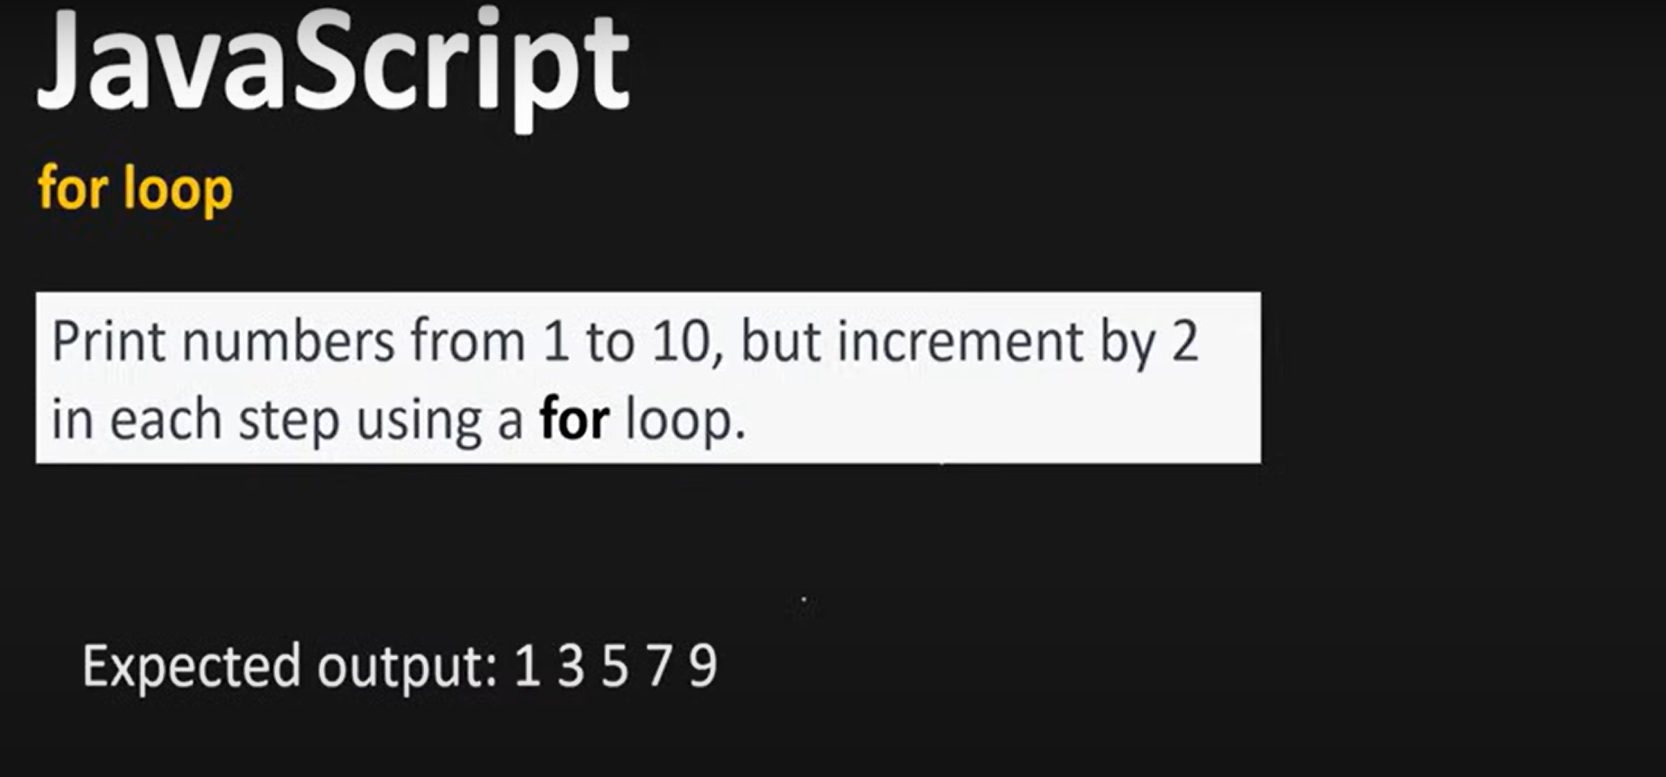 JavaScript
for loop
Print numbers from 1 to 10, but increment by 2
in each step using a for loop.
Expected output: 1 3 5 7 9